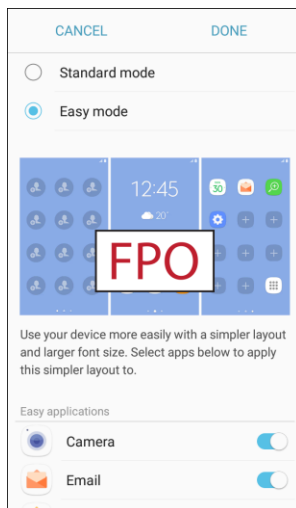 CANCEL DONE
Standard mode
Easy mode
12:45
20°
30
FPO
Use your device more easily with a simpler layout
and larger font size. Select apps below to apply
this simpler layout to.
Easy applications
Camera
Email